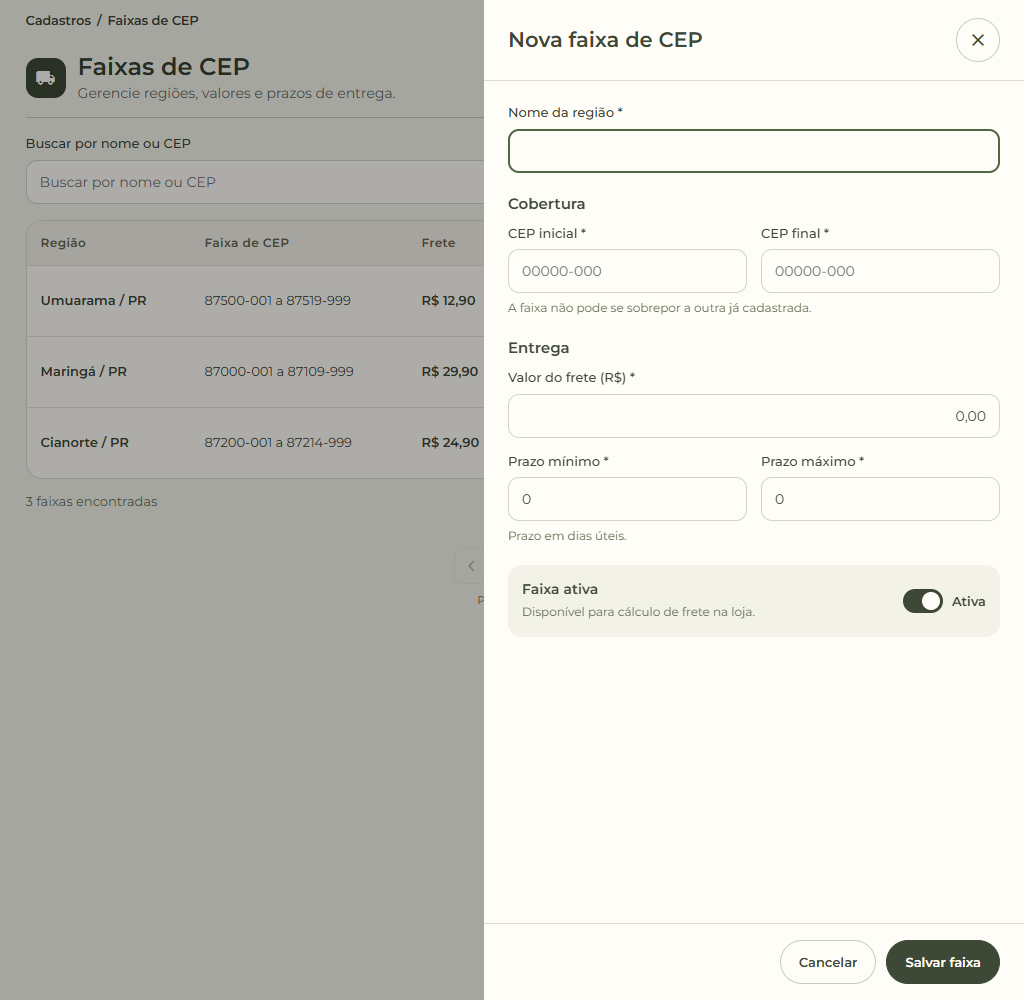 Cadastros / Faixas de CEP
Faixas de CEP
Gerencie regiões, valores e prazos de entrega.
Buscar por nome ou CEP
Buscar por nome ou CEP
Região Faixa de CEP Frete
Umuarama / PR 87500-001 a 87519-999 R$ 12,90
Maringá / PR 87000-001 a 87109-999 R$ 29,90
Cianorte / PR 87200-001 a 87214-999 R$ 24,90
3 faixas encontradas
Nova faixa de CEP
Nome da região *
Cobertura
CEP inicial * CEP final *
00000-000 00000-000
A faixa não pode se sobrepor a outra já cadastrada.
Entrega
Valor do frete (R$) *
0,00
Prazo mínimo * Prazo máximo *
0 0
Prazo em dias úteis.
Faixa ativa
Disponível para cálculo de frete na loja.
Ativa
Cancelar Salvar faixa